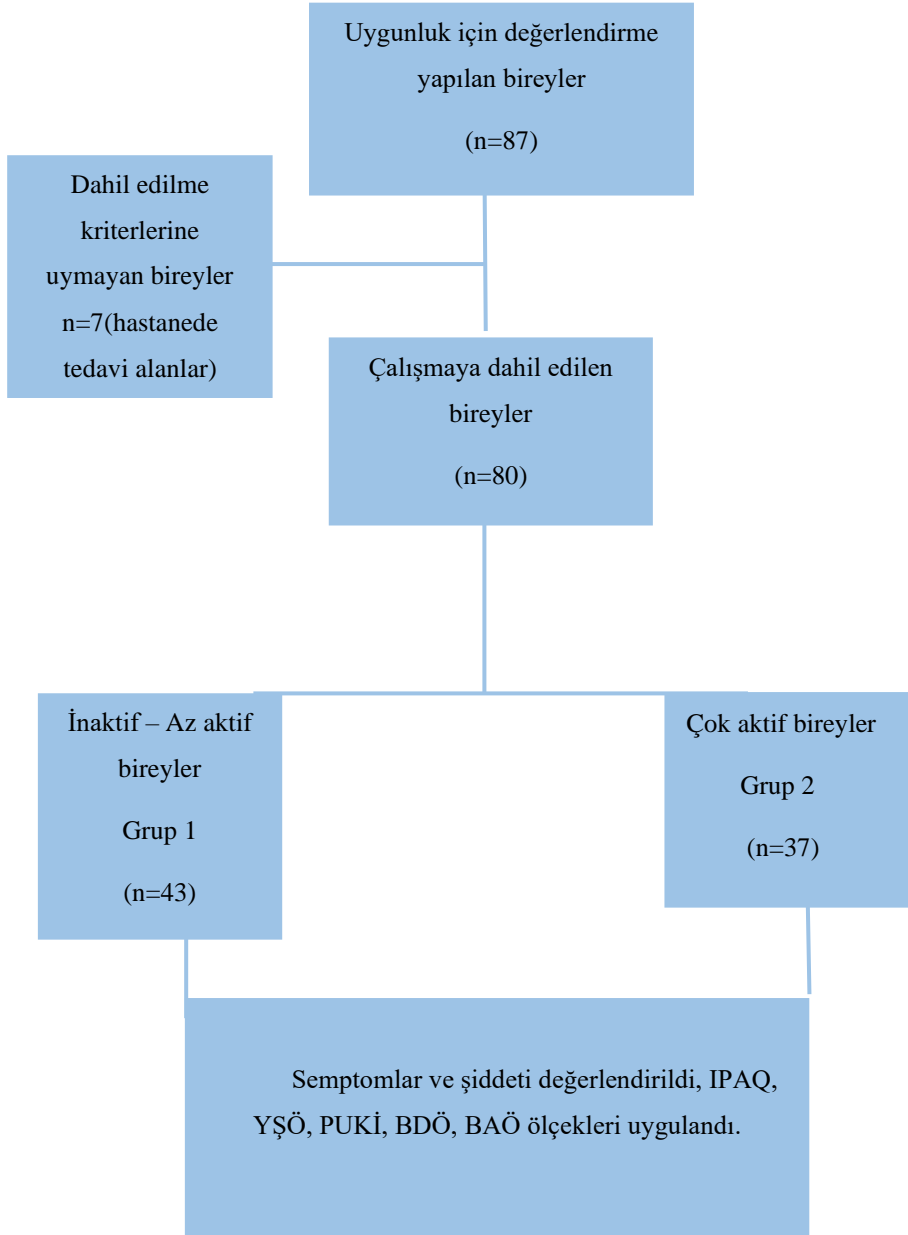 Uygunluk için değerlendirme
yapılan bireyler
(n=87)
Dahil edilme
kriterlerine
uymayan bireyler
n=7(hastanede
tedavi alanlar)
Çalışmaya dahil edilen
bireyler
(n=80)
İnaktif – Az aktif
bireyler
Grup 1
(n=43)
Çok aktif bireyler
Grup 2
(n=37)
Semptomlar ve şiddeti değerlendirildi, IPAQ,
YŞÖ, PUKİ, BDÖ, BAÖ ölçekleri uygulandı.